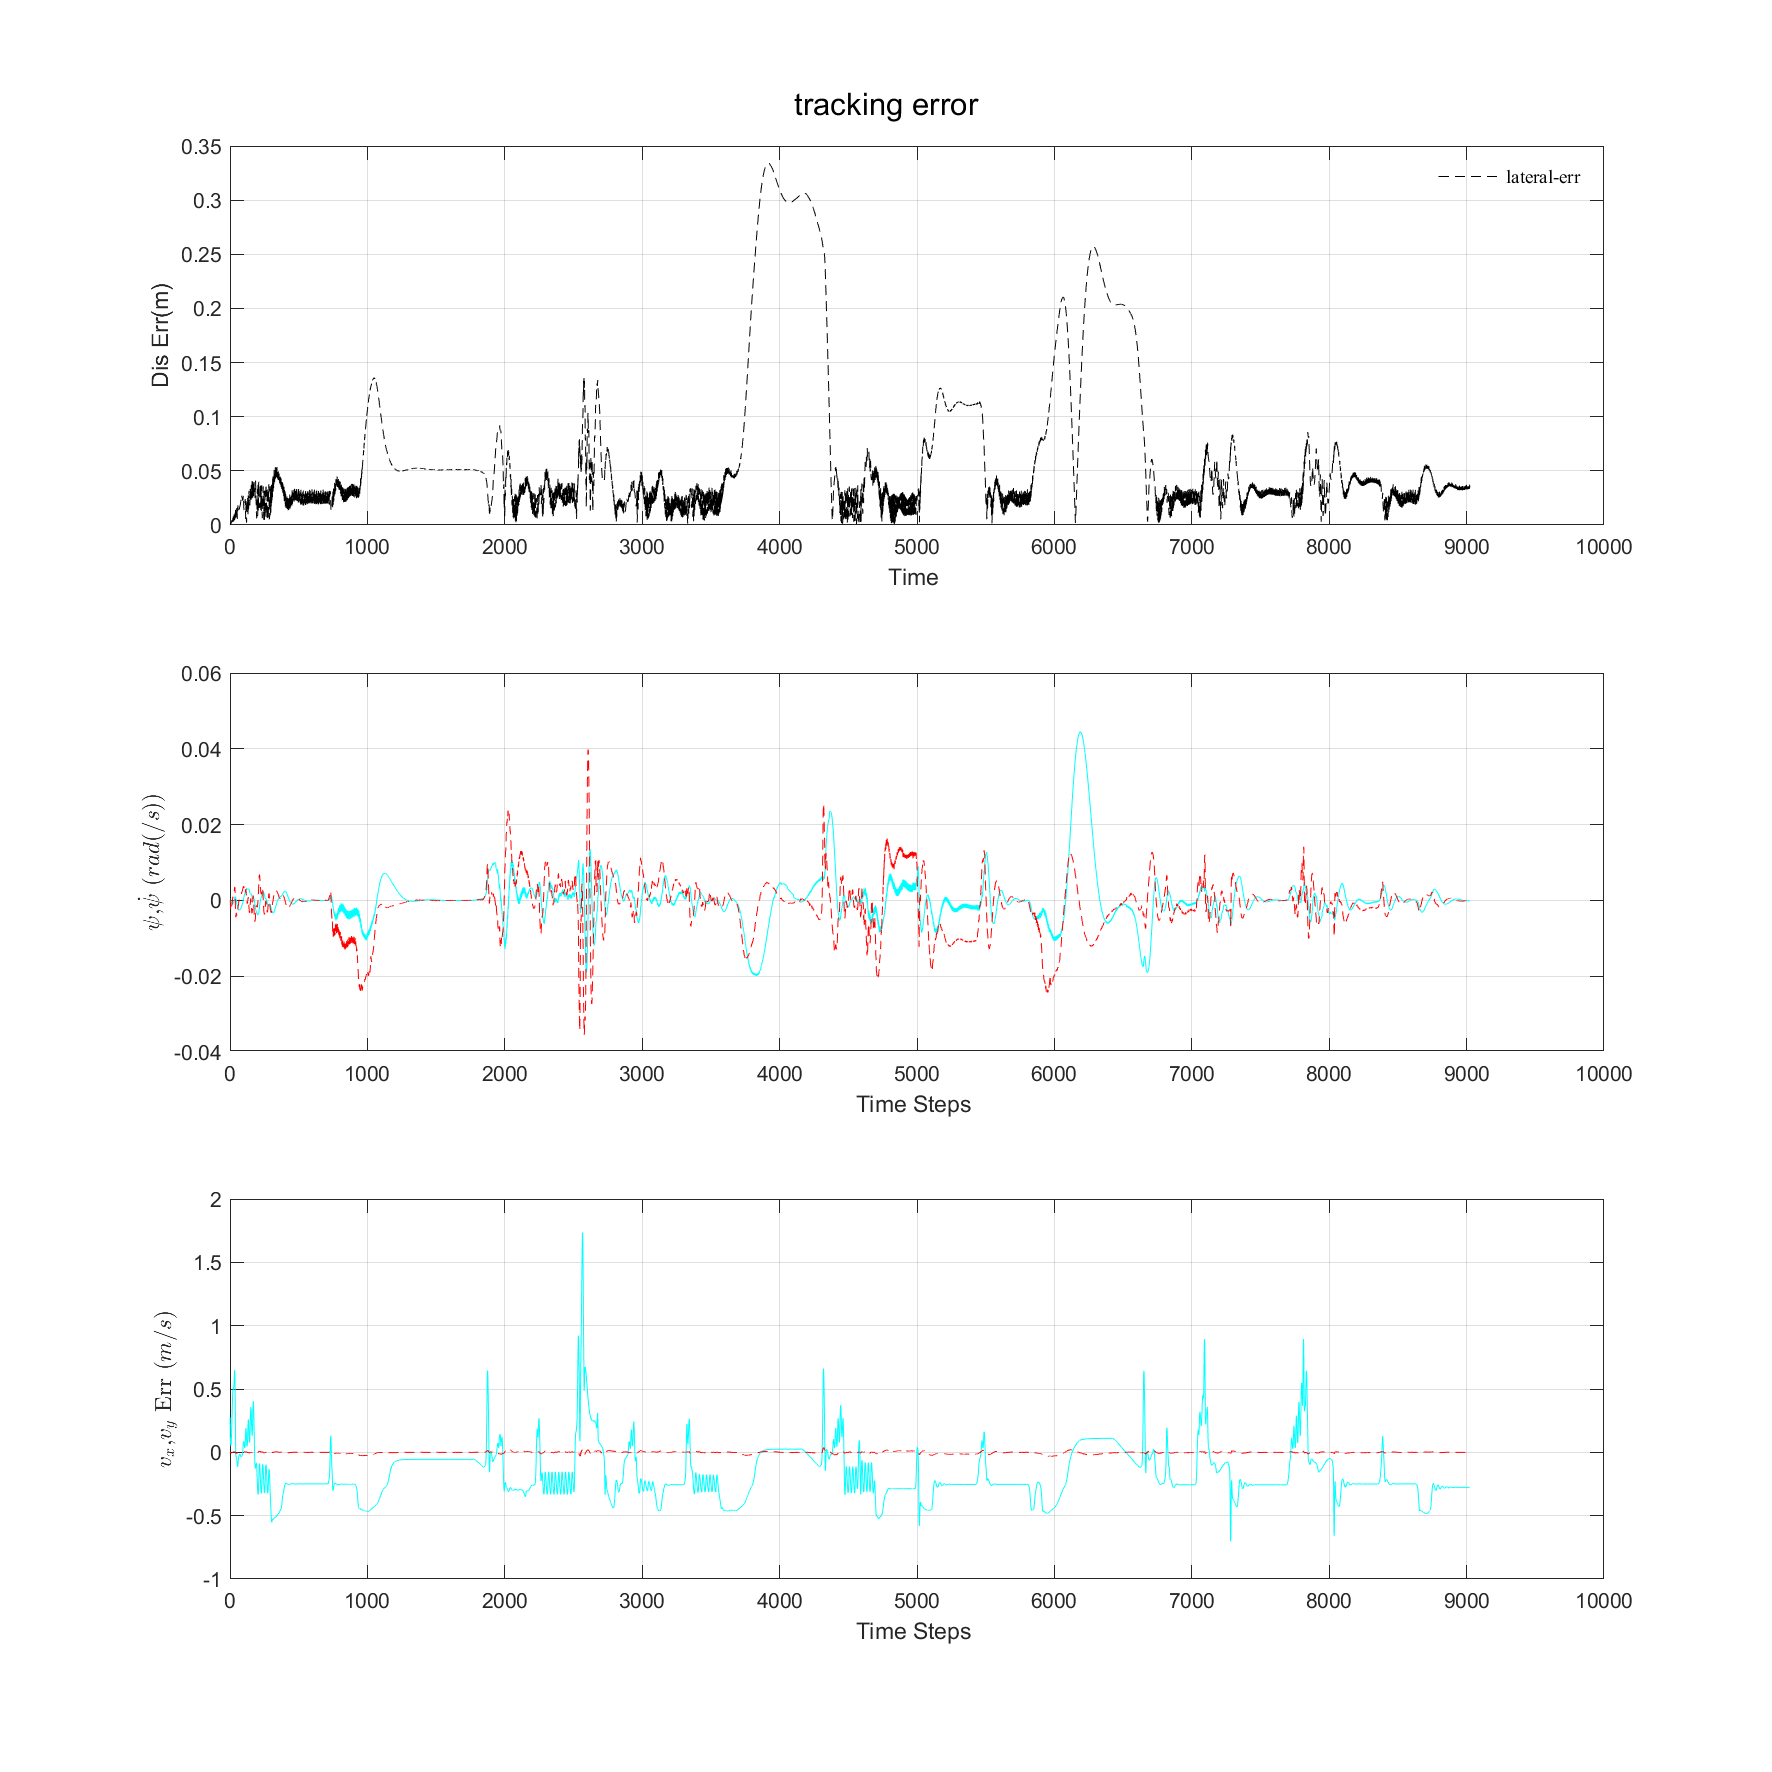 tracking error
0.35
0.3
0.25
0.2
0.15
0.1
0.05
0
Dis Err(m)
lateral-err
0 1000 2000 3000 4000 5000 6000 7000 8000 9000 10000
Time
0.06
0.04
0.02
0
-0.02
-0.04
ψ,ψ̇ (rad(/s))
0 1000 2000 3000 4000 5000 6000 7000 8000 9000 10000
Time Steps
2
1.5
1
0.5
0
-0.5
-1
v_x,v_y Err (m/s)
0 1000 2000 3000 4000 5000 6000 7000 8000 9000 10000
Time Steps